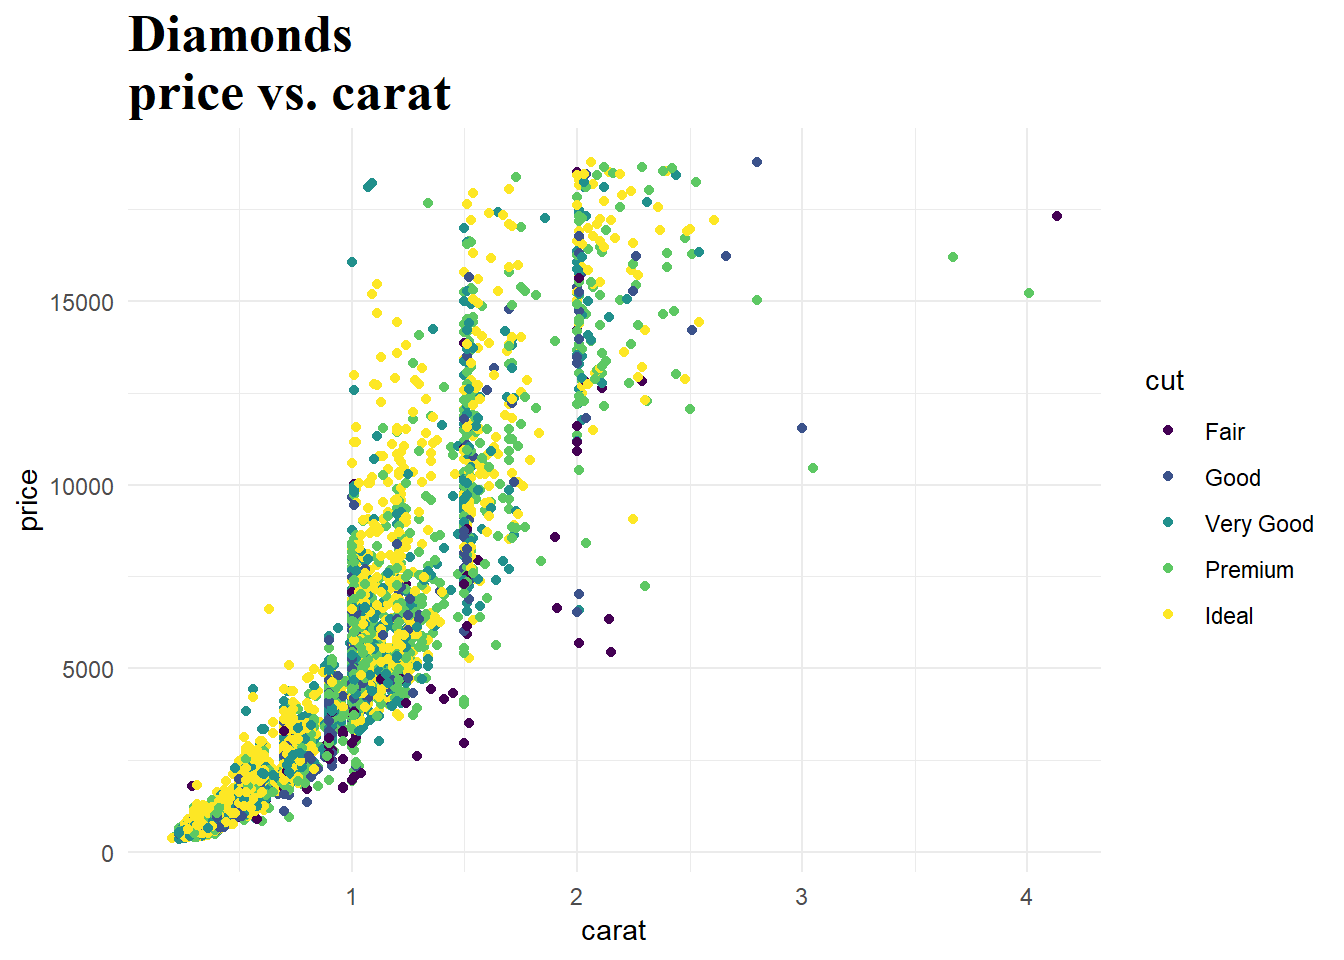 Diamonds
price vs. carat
15000
10000
5000
0
price
1
2
3
4
carat
cut
Fair
Good
Very Good
Premium
Ideal